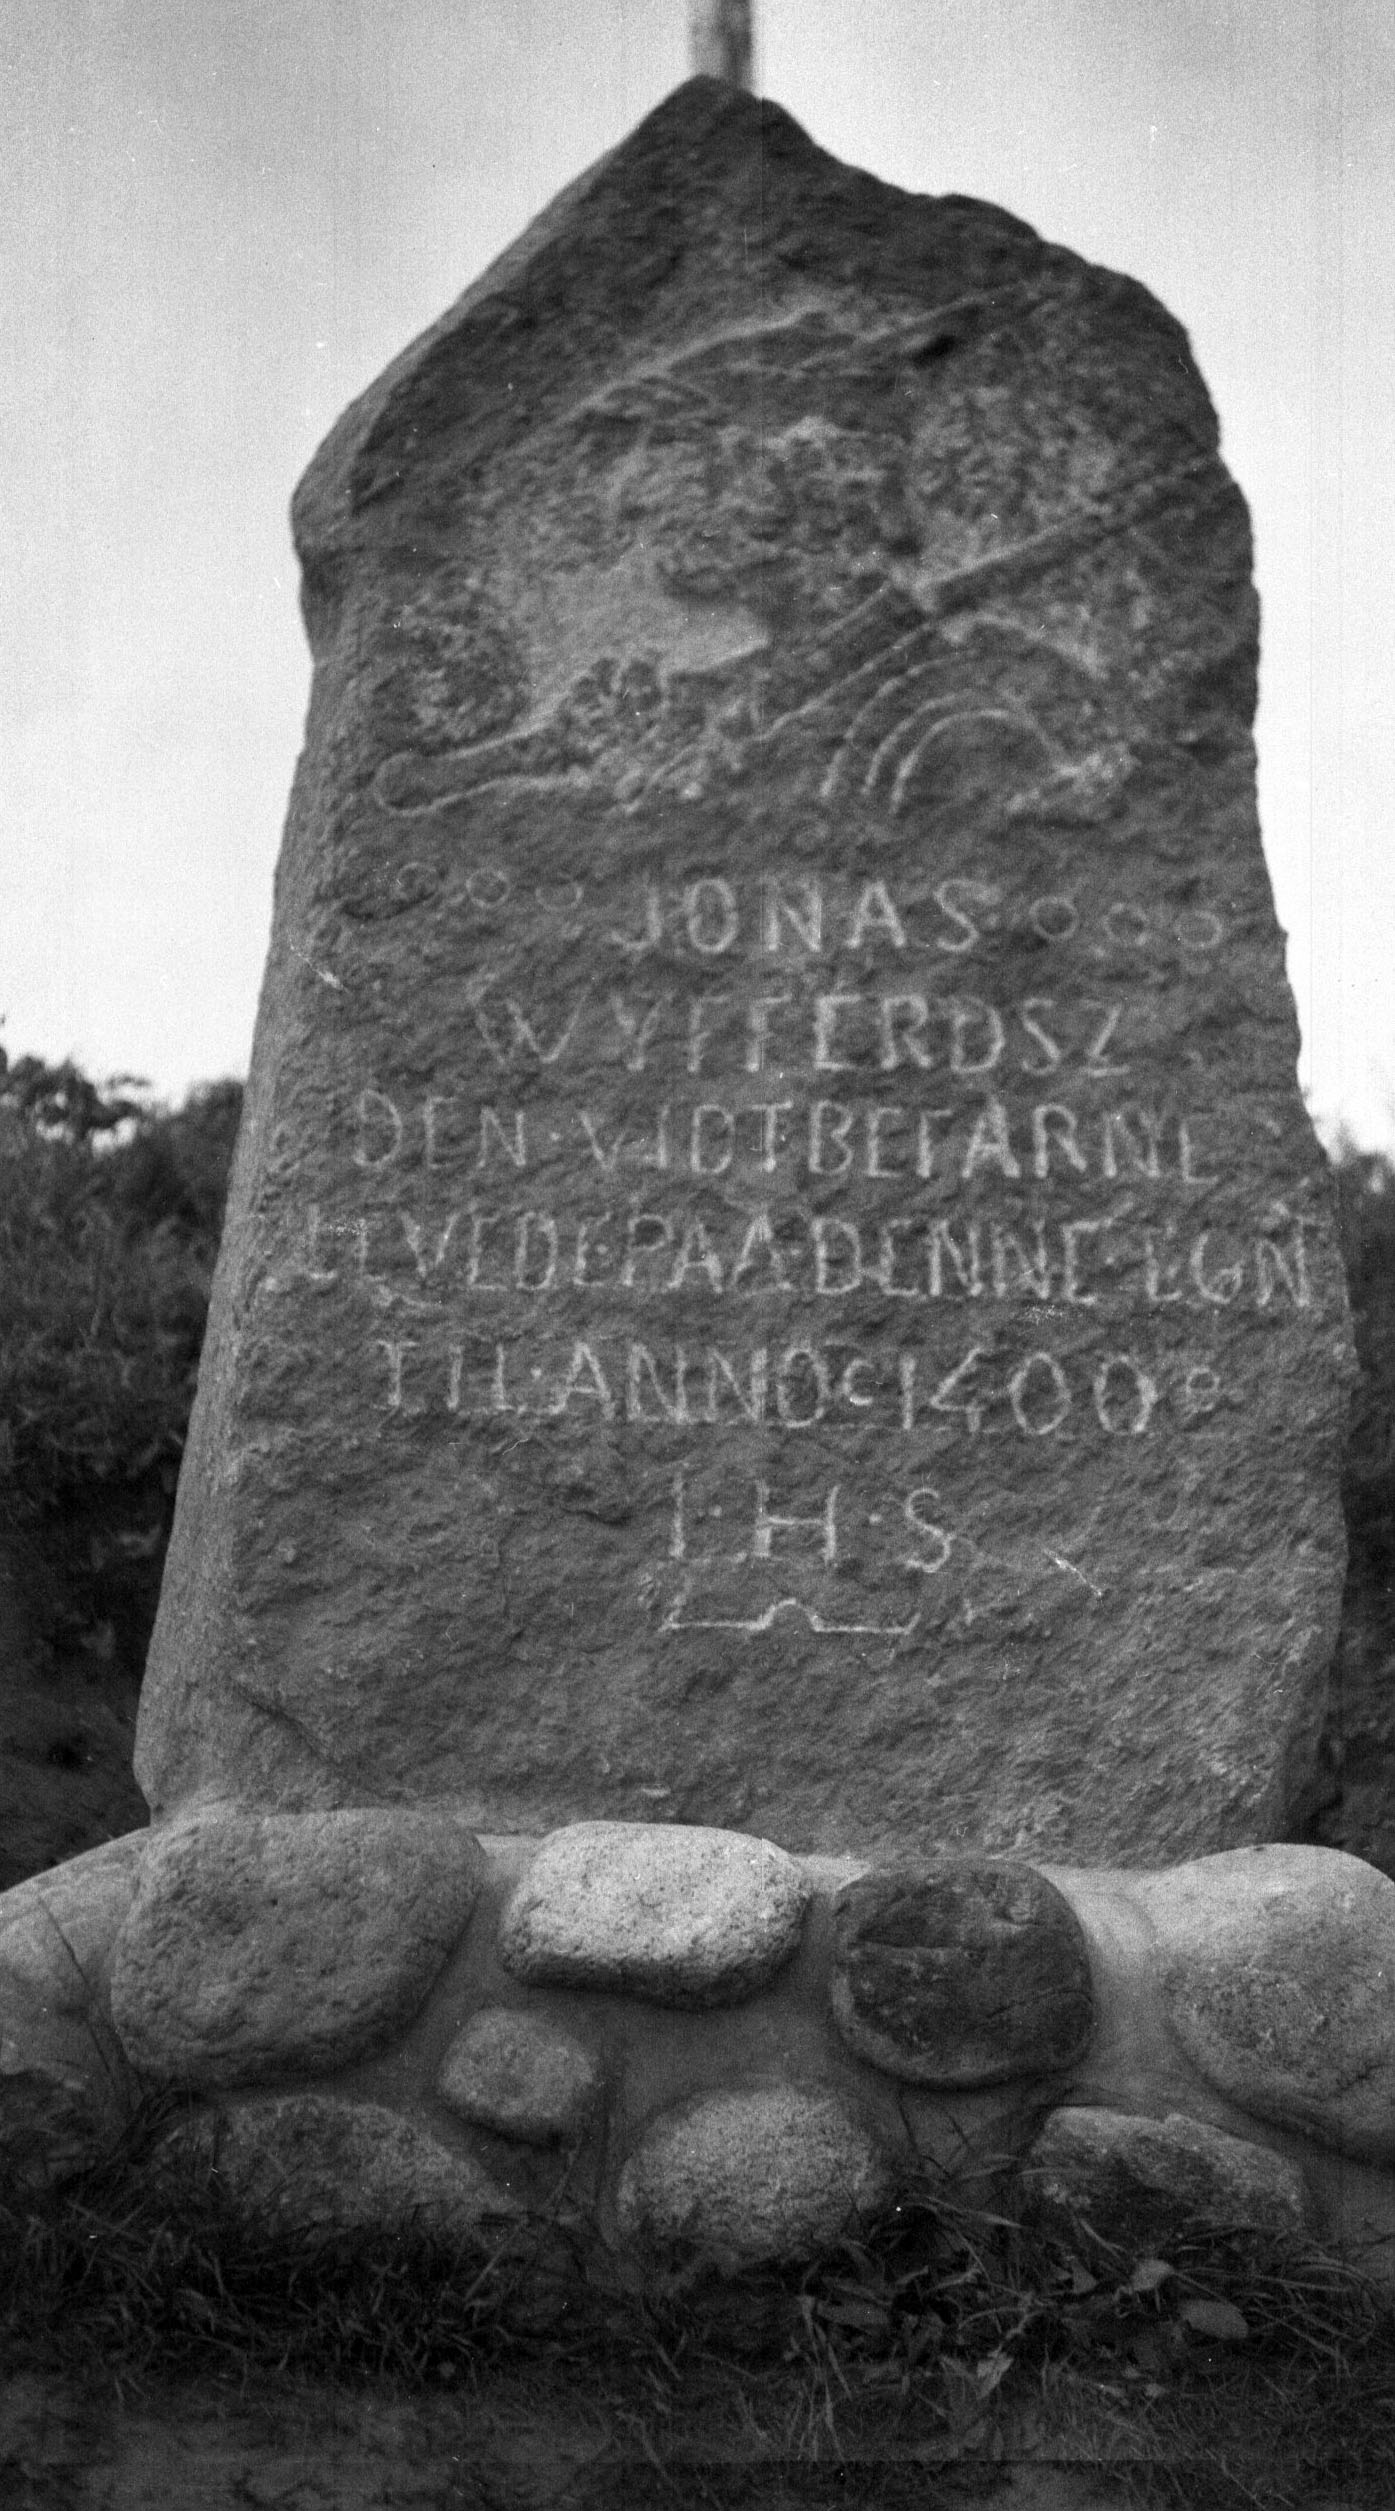 JONAS
WYFFERDSZ
DEN·VIDTBEFARNE
LEVEDE·PAA·DENNE·EGN
TIL·ANNO·1400
I·H·S